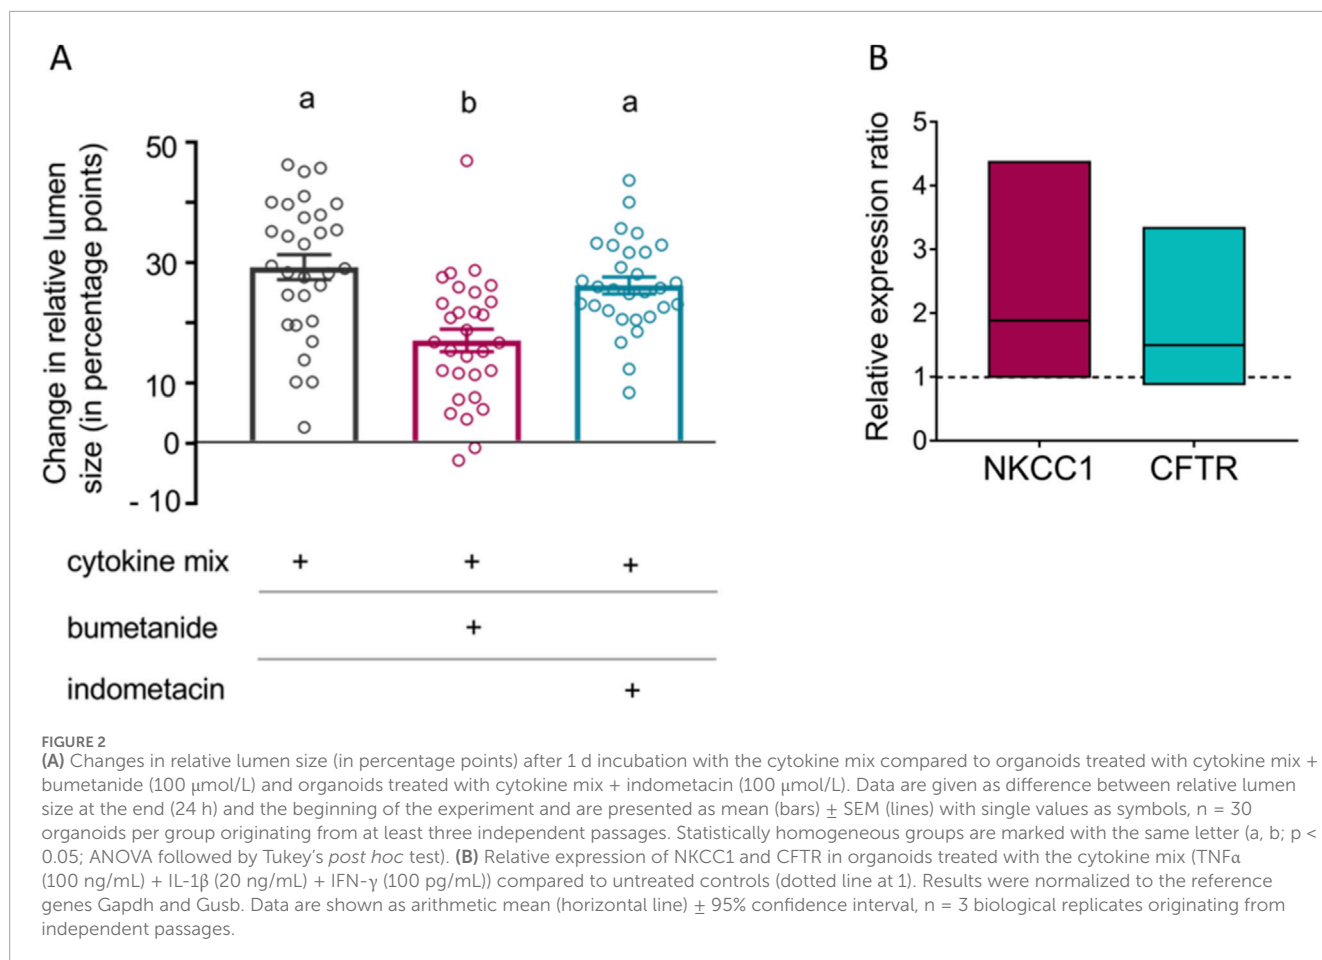 A
a b a
Change in relative lumen
size (in percentage points)
50
30
10
0
- 10
cytokine mix + + +
bumetanide +
indometacin +
B
Relative expression ratio
5
4
3
2
1
0
NKCC1 CFTR
FIGURE 2
(A) Changes in relative lumen size (in percentage points) after 1 d incubation with the cytokine mix compared to organoids treated with cytokine mix +
bumetanide (100 μmol/L) and organoids treated with cytokine mix + indometacin (100 μmol/L). Data are given as difference between relative lumen
size at the end (24 h) and the beginning of the experiment and are presented as mean (bars) ± SEM (lines) with single values as symbols, n = 30
organoids per group originating from at least three independent passages. Statistically homogeneous groups are marked with the same letter (a, b; p <
0.05; ANOVA followed by Tukey's post hoc test). (B) Relative expression of NKCC1 and CFTR in organoids treated with the cytokine mix (TNFα
(100 ng/mL) + IL-1β (20 ng/mL) + IFN-γ (100 pg/mL)) compared to untreated controls (dotted line at 1). Results were normalized to the reference
genes Gapdh and Gusb. Data are shown as arithmetic mean (horizontal line) ± 95% confidence interval, n = 3 biological replicates originating from
independent passages.